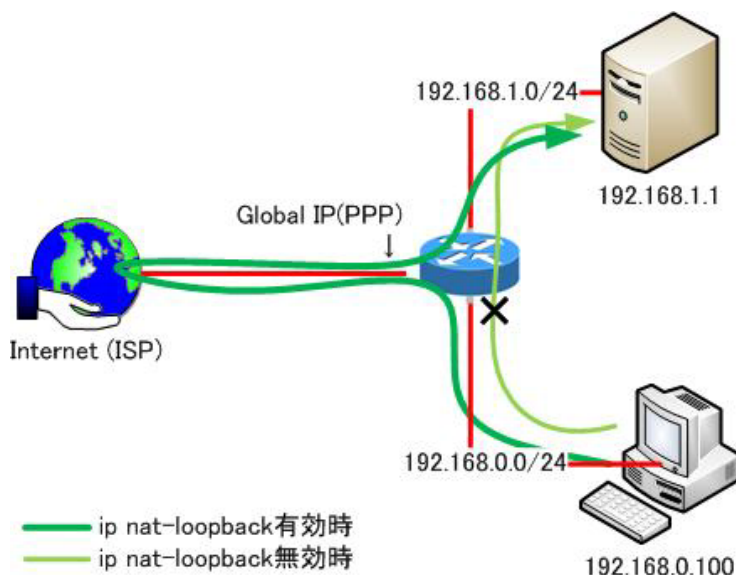 192.168.1.0/24
192.168.1.1
Global IP(PPP)
↓
Internet (ISP)
192.168.0.0/24
ip nat-loopback有効時
ip nat-loopback無効時
192.168.0.100